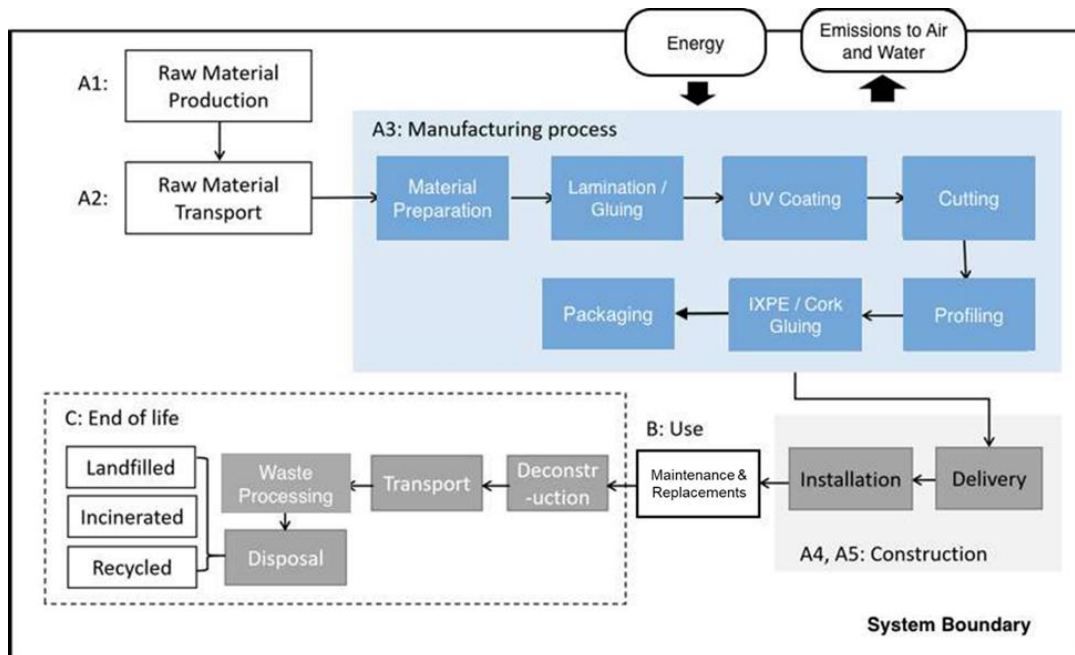 Energy
Emissions to Air
and Water
A1:
Raw Material
Production
A2:
Raw Material
Transport
A3: Manufacturing process
Material
Preparation
Lamination /
Gluing
UV Coating
Cutting
Profiling
IXPE / Cork
Gluing
Packaging
A4, A5: Construction
Delivery
Installation
B: Use
Maintenance &
Replacements
C: End of life
Deconstr
-uction
Transport
Waste
Processing
Disposal
Landfilled
Incinerated
Recycled
System Boundary